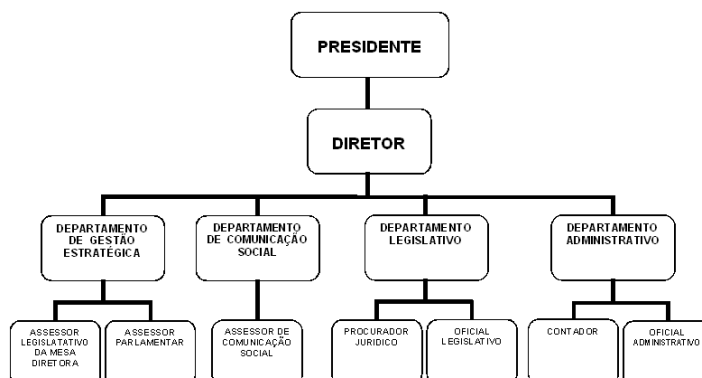 PRESIDENTE
DIRETOR
DEPARTAMENTO
DE GESTÃO
ESTRATÉGICA
DEPARTAMENTO
DE COMUNICAÇÃO
SOCIAL
DEPARTAMENTO
LEGISLATIVO
DEPARTAMENTO
ADMINISTRATIVO
ASSESSOR
LEGISLATATIVO
DA MESA
DIRETORA
ASSESSOR
PARLAMENTAR
ASSESSOR DE
COMUNICAÇÃO
SOCIAL
PROCURADOR
JURIDICO
OFICIAL
LEGISLATIVO
CONTADOR
OFICIAL
ADMINISTRATIVO